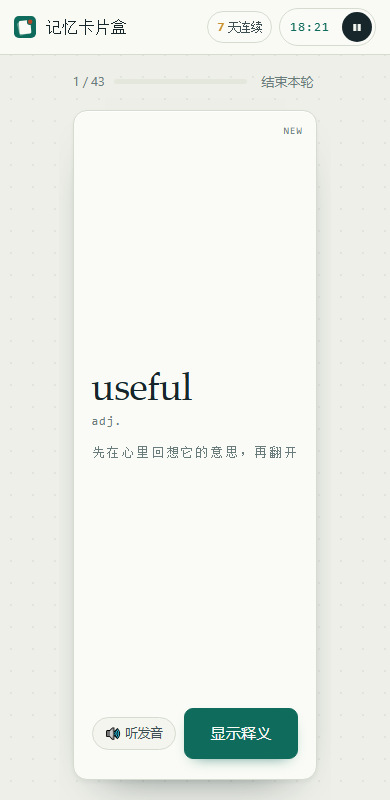 记忆卡片盒
7 天连续
18:21
1 / 43
结束本轮
NEW
useful
adj.
先在心里回想它的意思，再翻开
听发音
显示释义